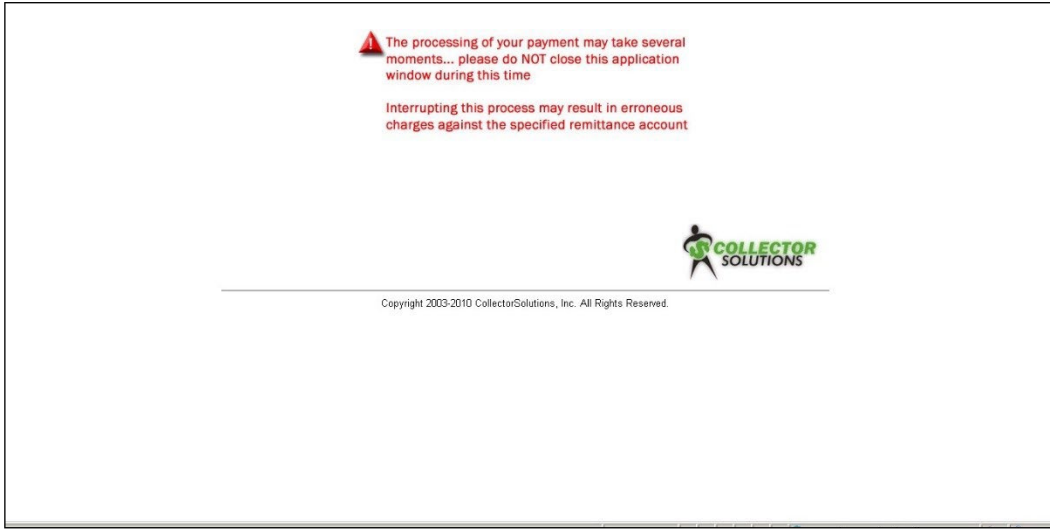 The processing of your payment may take several
moments... please do NOT close this application
window during this time
Interrupting this process may result in erroneous
charges against the specified remittance account
COLLECTOR
SOLUTIONS
Copyright 2003-2010 CollectorSolutions, Inc. All Rights Reserved.